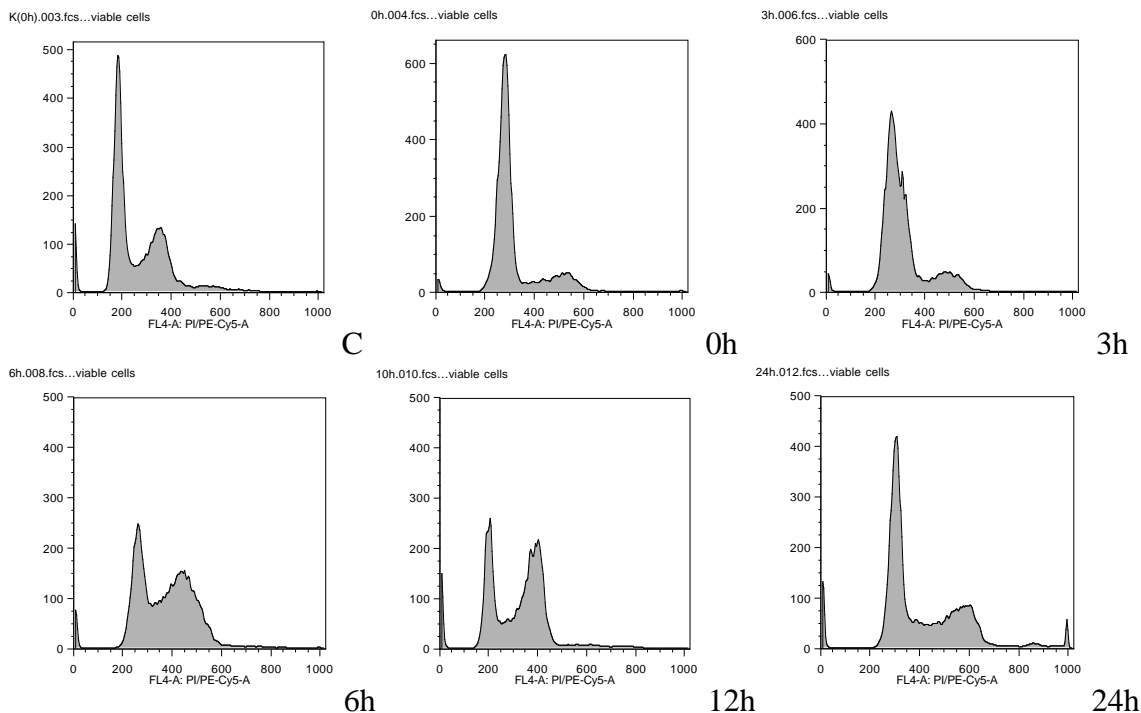 K(0h).003.fcs...viable cells
500
400
300
200
100
0
0 200 400 600 800 1000
FL4-A: PI/PE-Cy5-A
C
0h.004.fcs...viable cells
600
400
200
0
0 200 400 600 800 1000
FL4-A: PI/PE-Cy5-A
0h
3h.006.fcs...viable cells
600
400
200
0
0 200 400 600 800 1000
FL4-A: PI/PE-Cy5-A
3h
6h.008.fcs...viable cells
500
400
300
200
100
0
0 200 400 600 800 1000
FL4-A: PI/PE-Cy5-A
6h
10h.010.fcs...viable cells
500
400
300
200
100
0
0 200 400 600 800 1000
FL4-A: PI/PE-Cy5-A
12h
24h.012.fcs...viable cells
500
400
300
200
100
0
0 200 400 600 800 1000
FL4-A: PI/PE-Cy5-A
24h